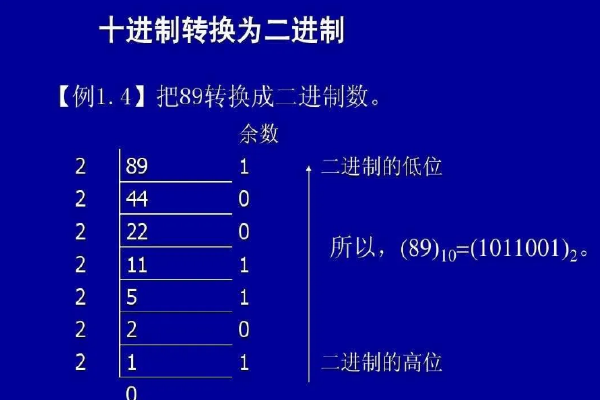 十进制转换为二进制
【例1.4】把89转换成二进制数。
余数
2 89 1 二进制的低位
2 44 0
2 22 0
所以，(89)₁₀=(1011001)₂。
2 11 1
2 5 1
2 2 0
2 1 1 二进制的高位
0